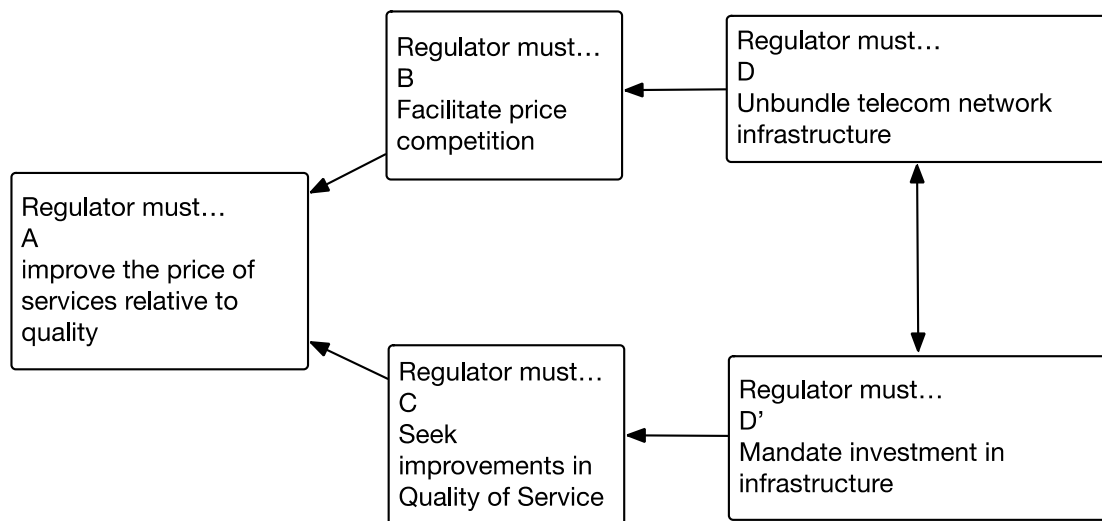 Regulator must…
B
Facilitate price
competition
Regulator must…
D
Unbundle telecom network
infrastructure
Regulator must…
A
improve the price of
services relative to
quality
Regulator must…
C
Seek
improvements in
Quality of Service
Regulator must…
D’
Mandate investment in
infrastructure